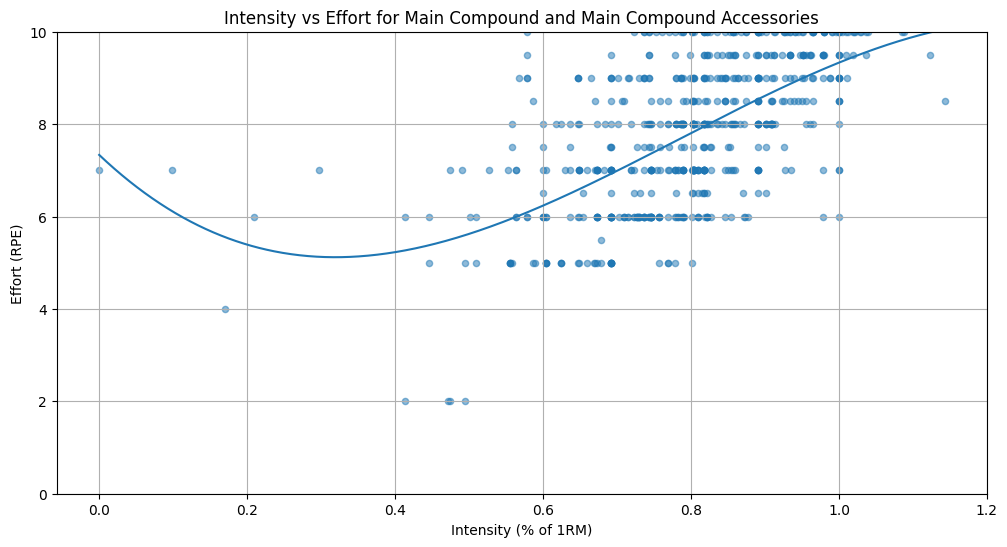 Intensity vs Effort for Main Compound and Main Compound Accessories
Effort (RPE)
10
8
6
4
2
0
0.0 0.2 0.4 0.6 0.8 1.0 1.2
Intensity (% of 1RM)